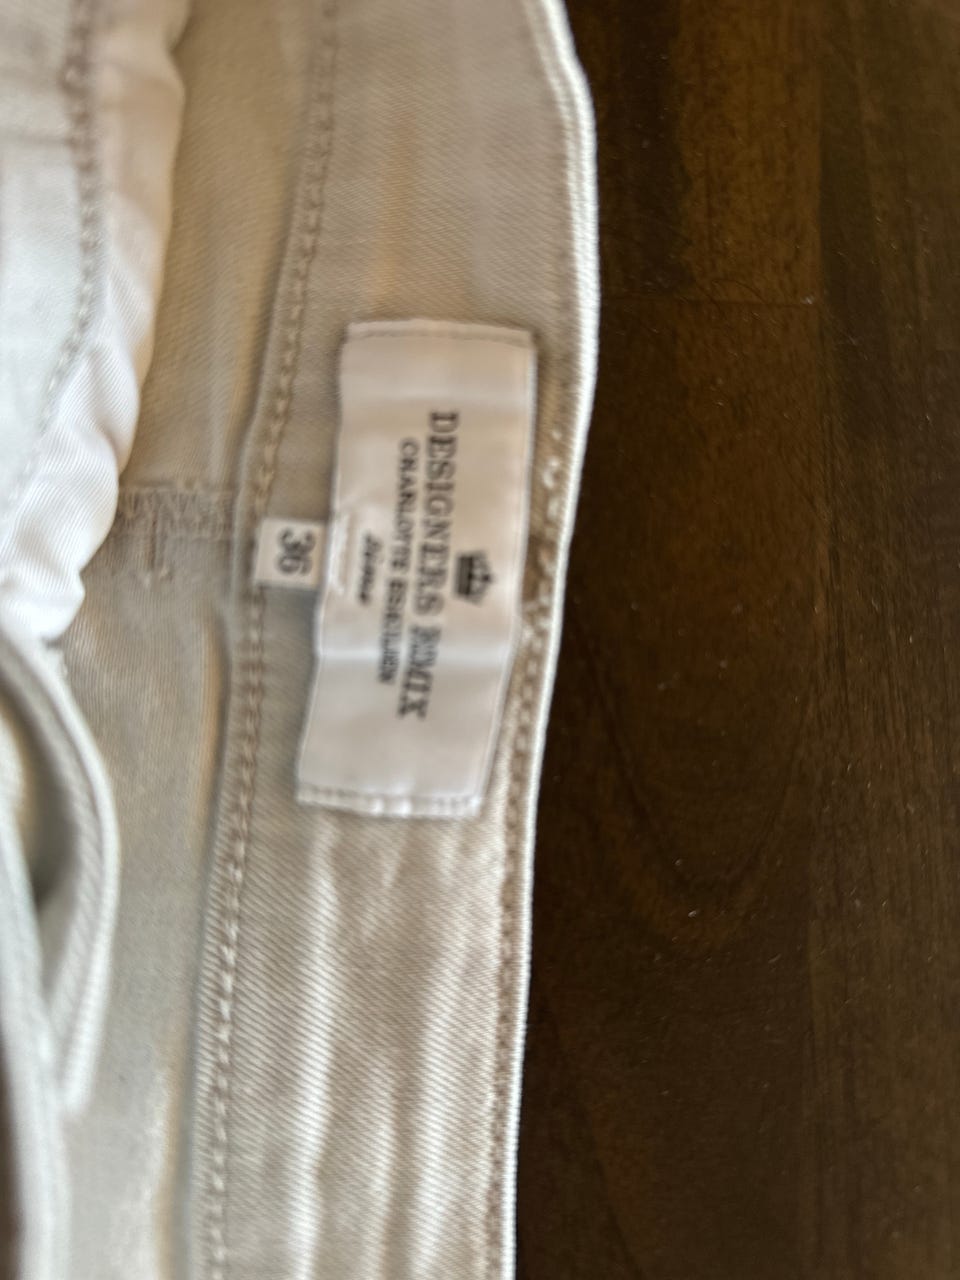 DESIGNERS REMIX
CHARLOTTE ESKILDSEN
36